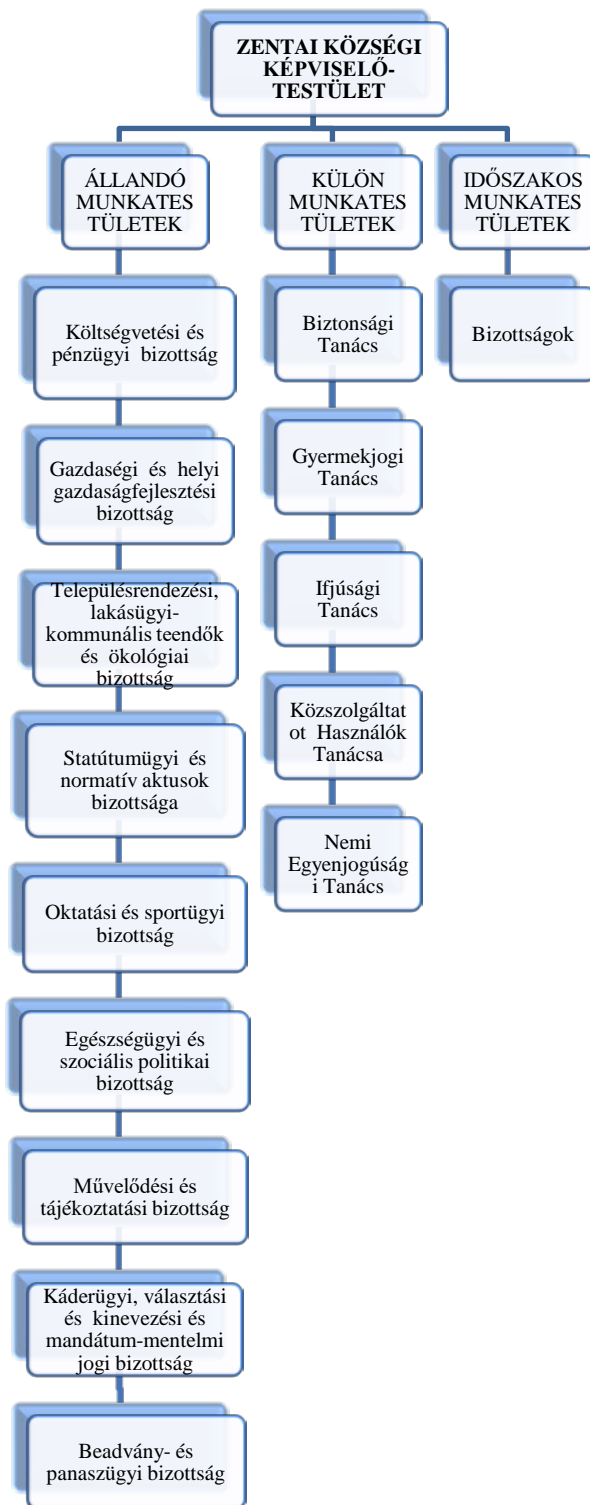 ZENTAI KÖZSÉGI
KÉPVISELŐ-
TESTÜLET
ÁLLANDÓ
MUNKATES
TÜLETEK
Költségvetési és
pénzügyi bizottság
Gazdaségi és helyi
gazdaságfejlesztési
bizottság
Településrendezési,
lakásügyi-
kommunális teendők
és ökológiai
bizottság
Statútumügyi és
normatív aktusok
bizottsága
Oktatási és sportügyi
bizottság
Egészségügyi és
szociális politikai
bizottság
Művelődési és
tájékoztatási bizottság
Káderügyi, választási
és kinevezési és
mandátum-mentelmi
jogi bizottság
Beadvány- és
panaszügyi bizottság
KÜLÖN
MUNKATES
TÜLETEK
Biztonsági
Tanács
Gyermekjogi
Tanács
Ifjúsági
Tanács
Közszolgáltat
ot Használók
Tanácsa
Nemi
Egyenjogúság
i Tanács
IDŐSZAKOS
MUNKATES
TÜLETEK
Bizottságok